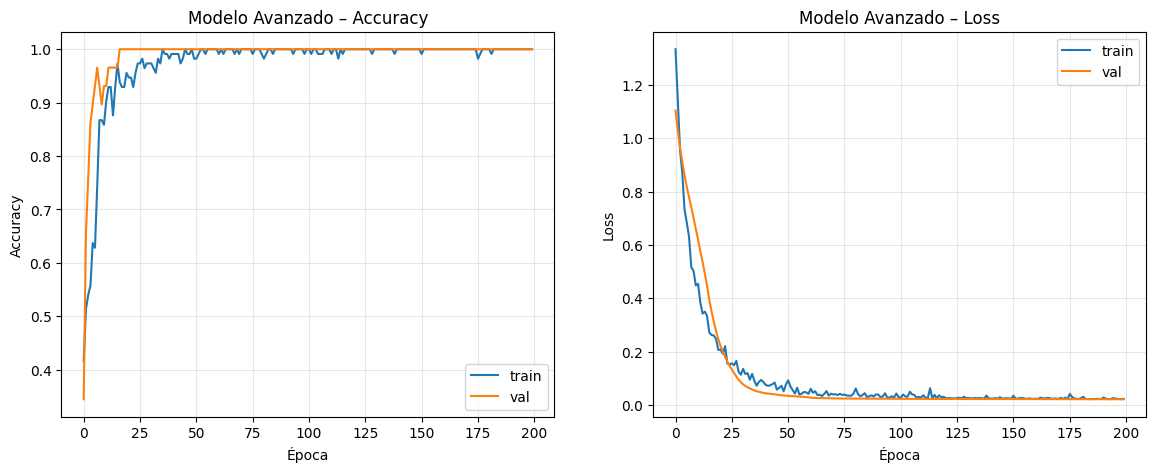 Modelo Avanzado – Accuracy
Accuracy
1.0
0.9
0.8
0.7
0.6
0.5
0.4
0 25 50 75 100 125 150 175 200
Época
train
val
Modelo Avanzado – Loss
Loss
1.2
1.0
0.8
0.6
0.4
0.2
0.0
0 25 50 75 100 125 150 175 200
Época
train
val